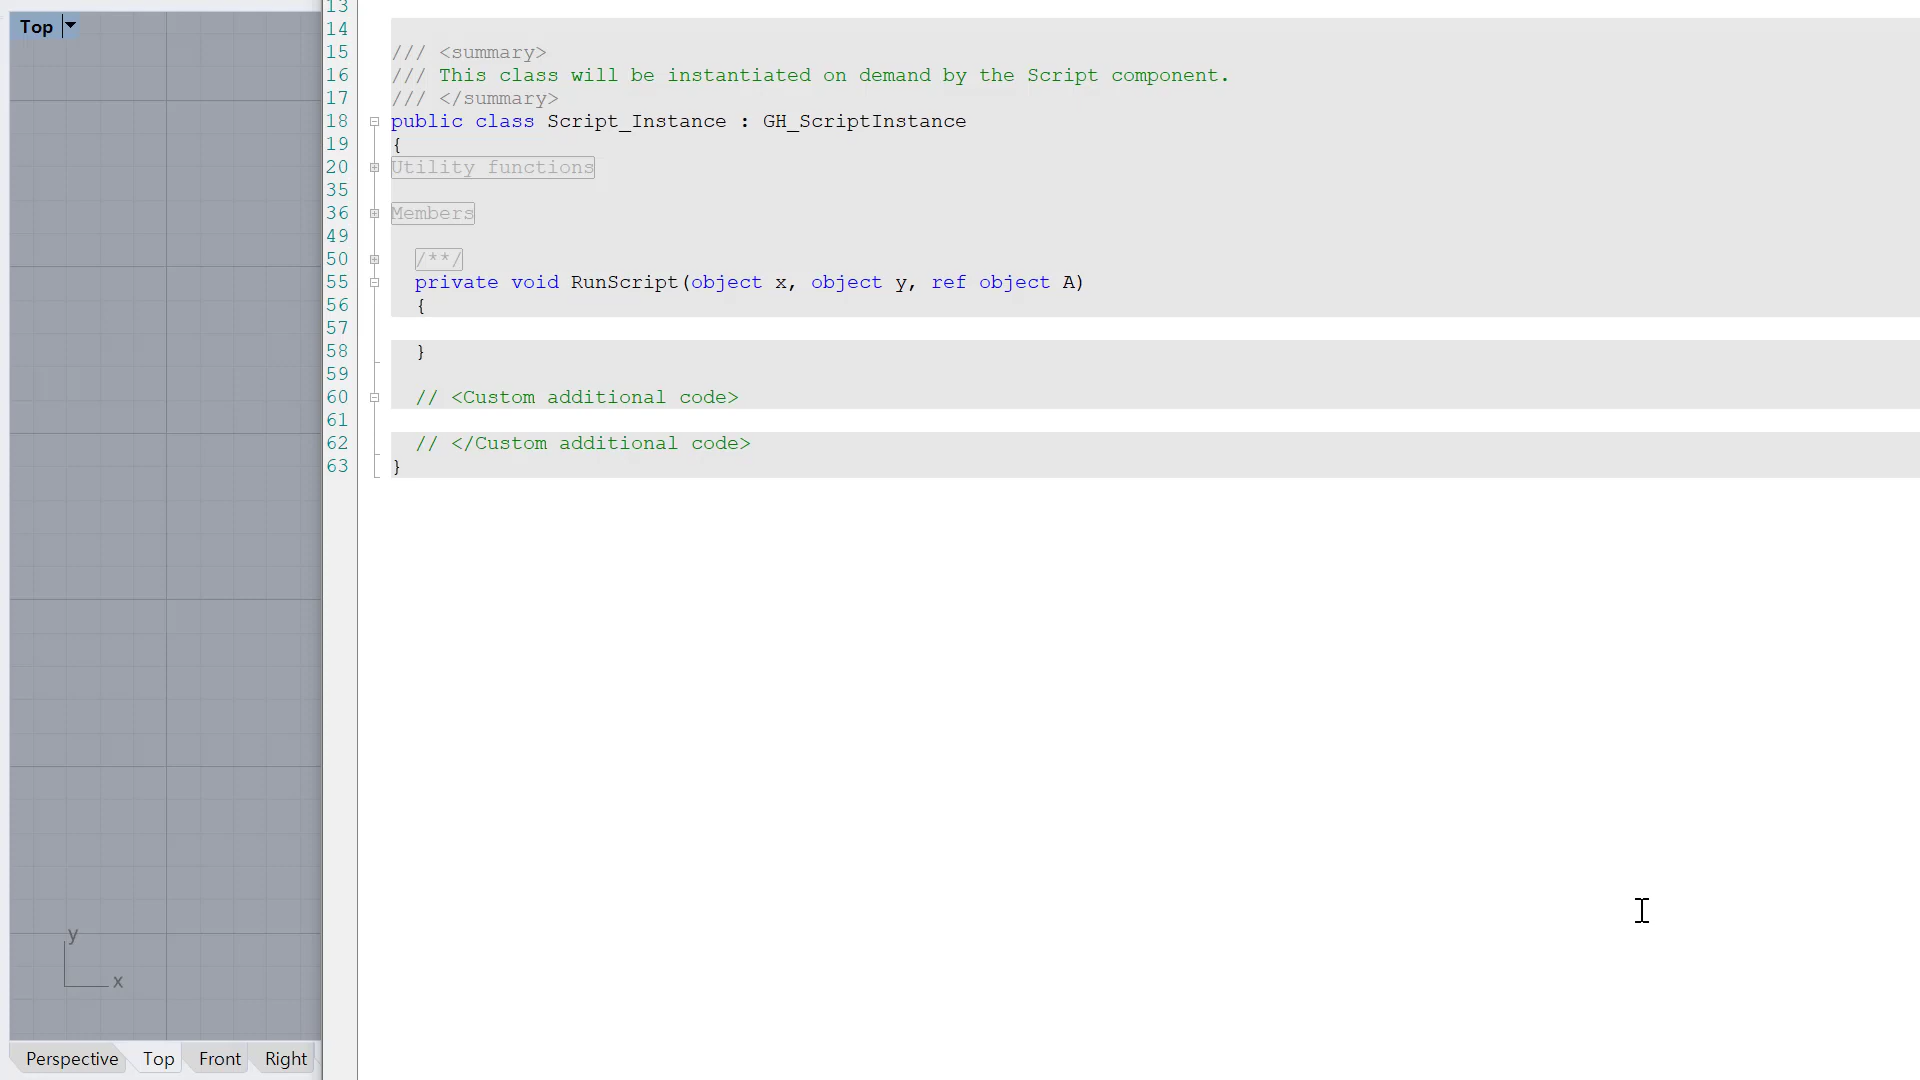 Top
13
14
15 /// <summary>
16 /// This class will be instantiated on demand by the Script component.
17 /// </summary>
18 public class Script_Instance : GH_ScriptInstance
19 {
20 Utility functions
35
36 Members
49
50 /**/
55 private void RunScript(object x, object y, ref object A)
56 {
57
58 }
59
60 // <Custom additional code>
61
62 // </Custom additional code>
63 }
y
x
Perspective Top Front Right